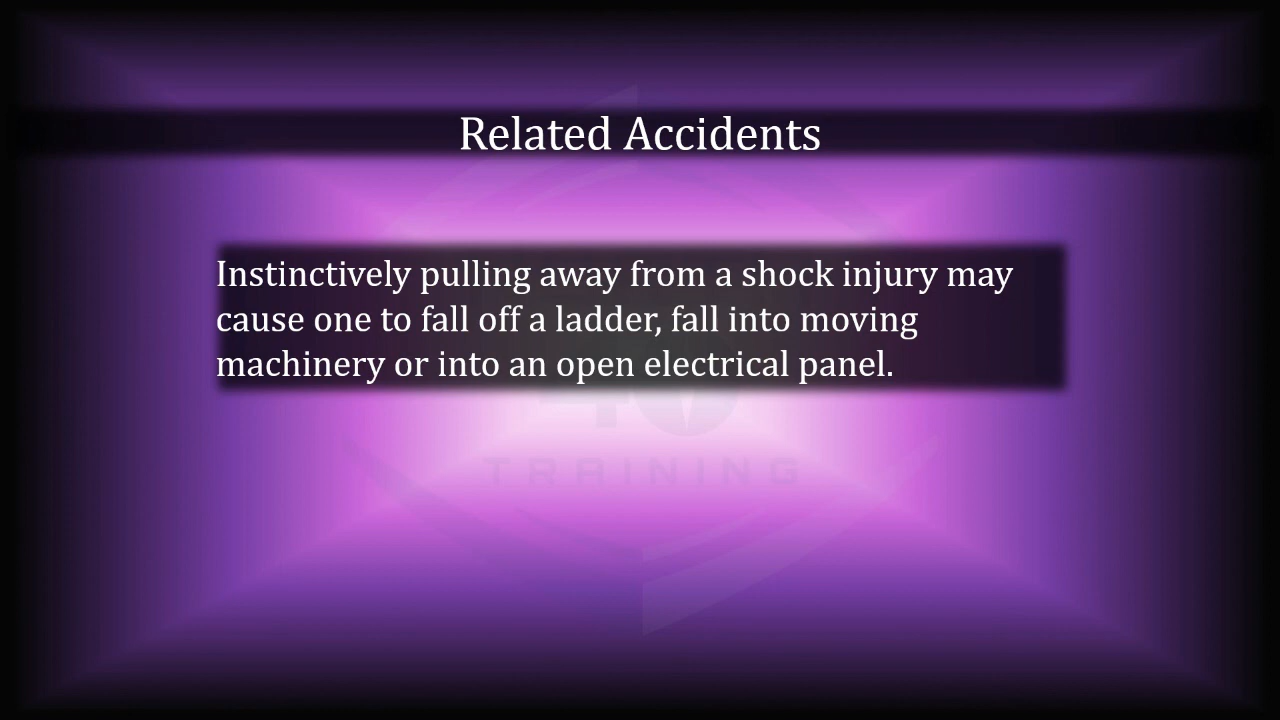 Related Accidents
Instinctively pulling away from a shock injury may
cause one to fall off a ladder, fall into moving
machinery or into an open electrical panel.
TRAINING